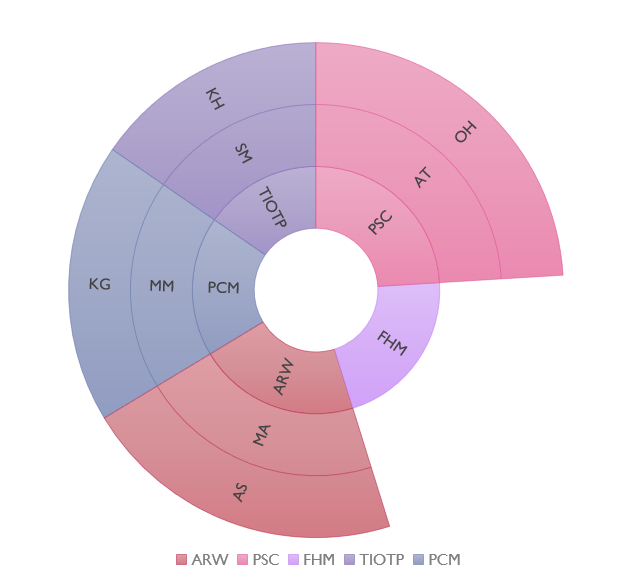 KH
OH
SM
AT
TIOTP
PSC
KG MM PCM
FHM
ARW
MA
AS
ARW PSC FHM TIOTP PCM